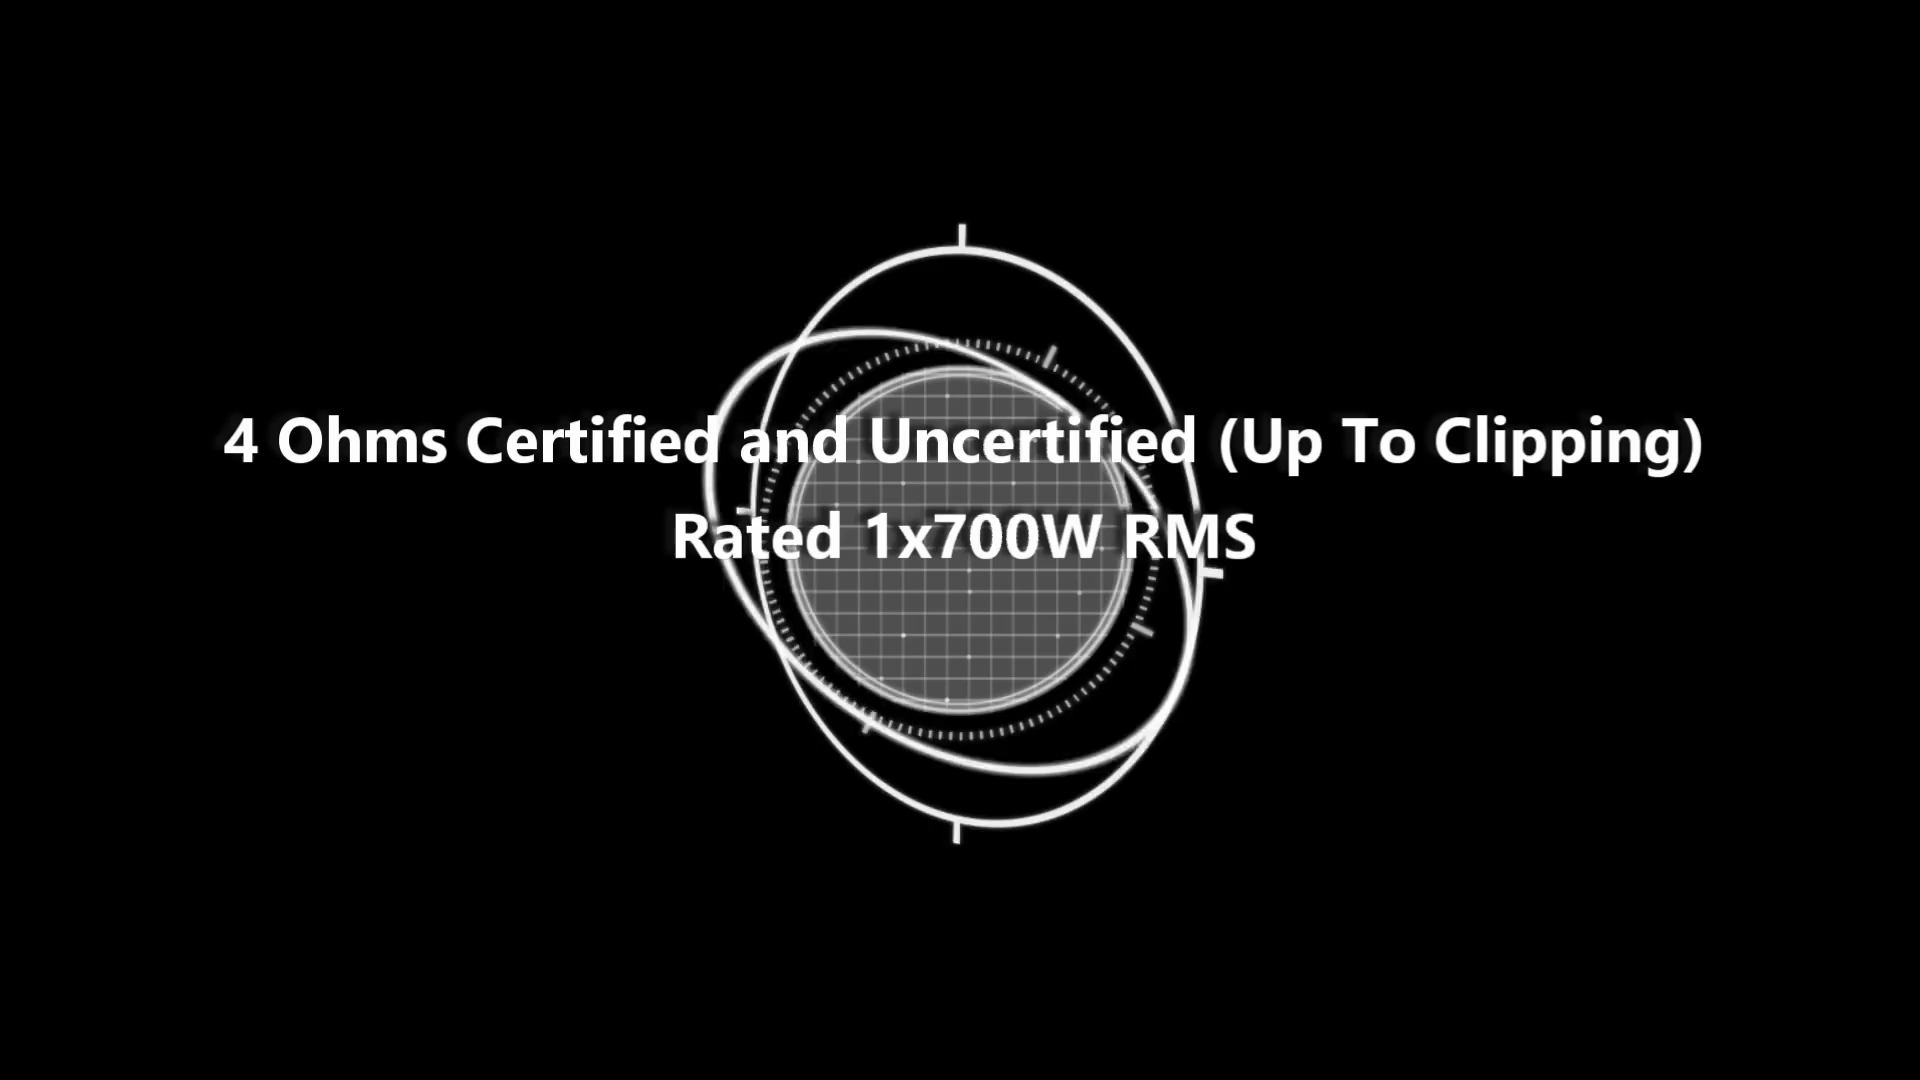 4 Ohms Certified and Uncertified (Up To Clipping)
Rated 1x700W RMS